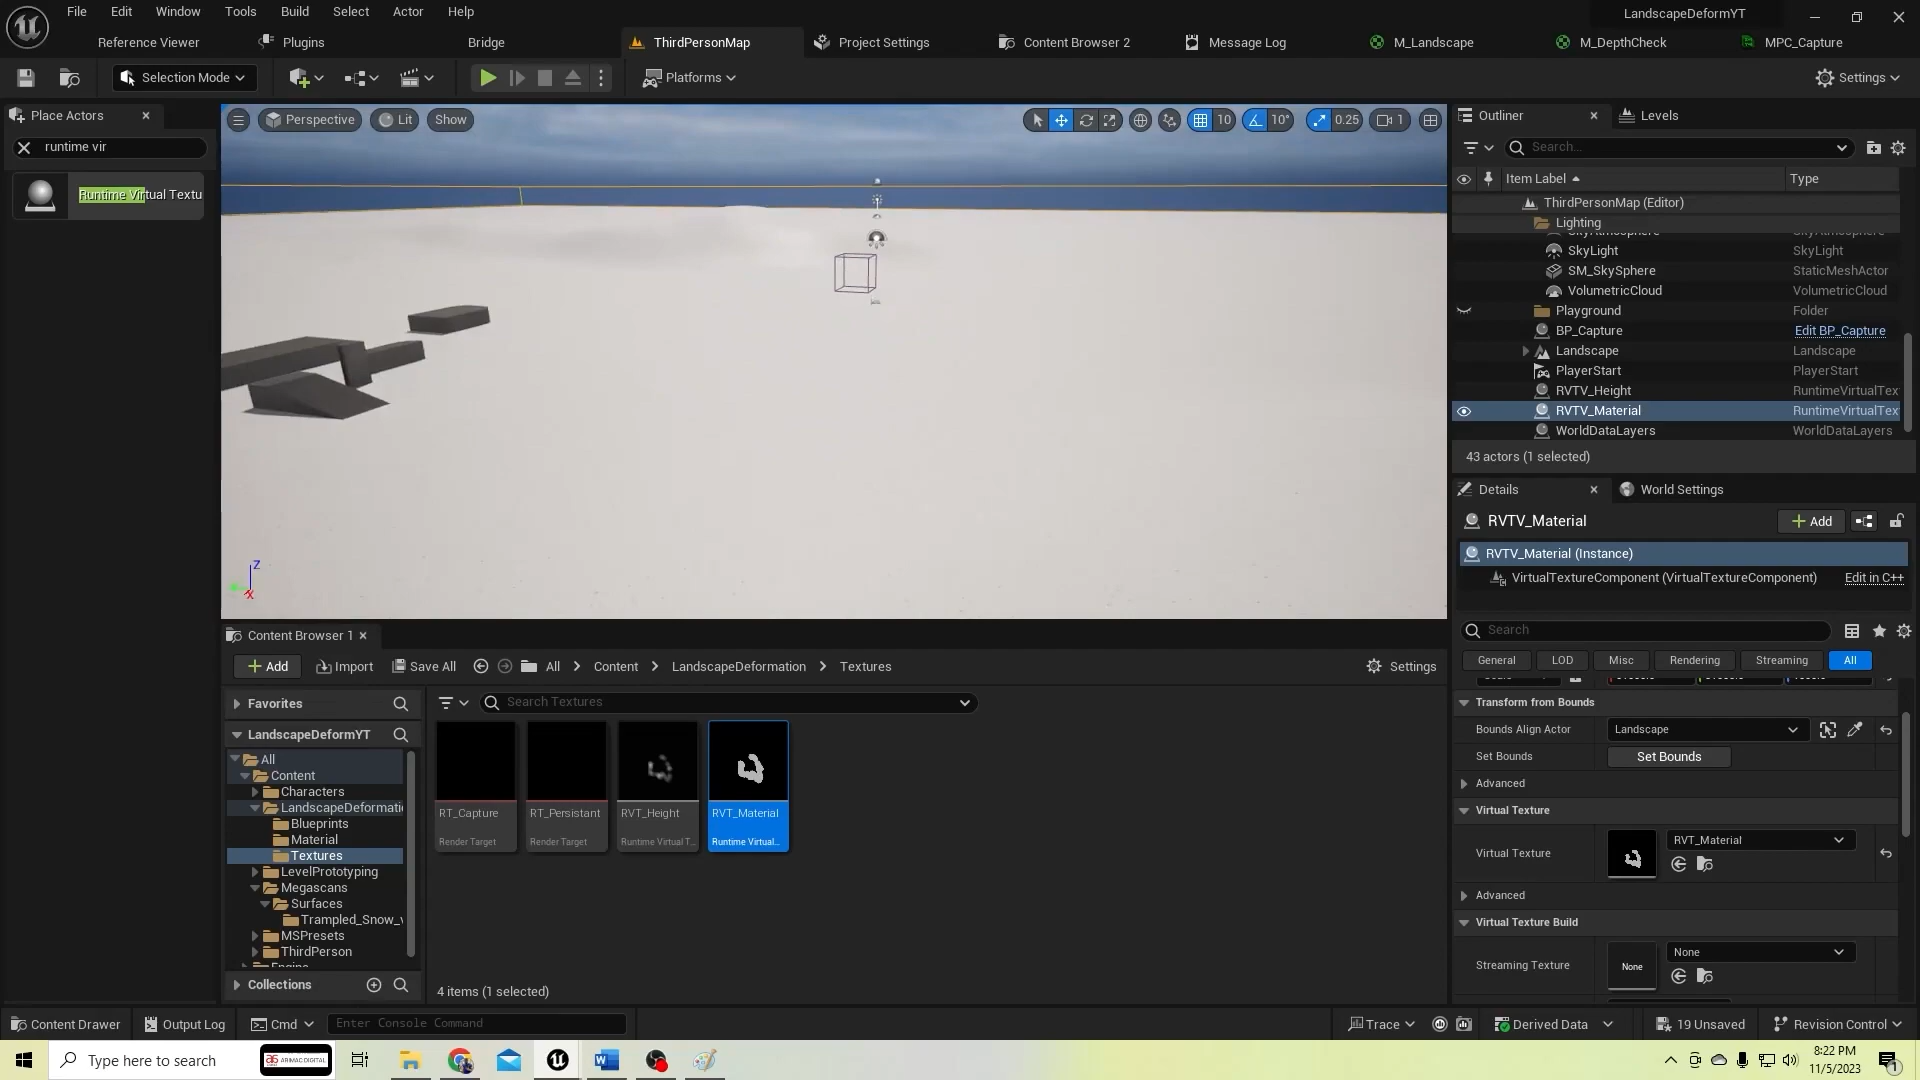 File Edit Window Tools Build Select Actor Help
LandscapeDeformYT
Reference Viewer Plugins Bridge ThirdPersonMap Project Settings Content Browser 2 Message Log M_Landscape M_DepthCheck MPC_Capture
Selection Mode Platforms Settings
Place Actors
runtime vir
Runtime Virtual Textu
Perspective Lit Show 10 10° 0.25 1
Z
X
Outliner Levels
Search...
Item Label Type
ThirdPersonMap (Editor)
Lighting
SkyLight SkyLight
SM_SkySphere StaticMeshActor
VolumetricCloud VolumetricCloud
Playground Folder
BP_Capture Edit BP_Capture
Landscape Landscape
PlayerStart PlayerStart
RVTV_Height RuntimeVirtualTex
RVTV_Material RuntimeVirtualTex
WorldDataLayers WorldDataLayers
43 actors (1 selected)
Details World Settings
RVTV_Material Add
RVTV_Material (Instance)
VirtualTextureComponent (VirtualTextureComponent) Edit in C++
Search
General LOD Misc Rendering Streaming All
Transform from Bounds
Bounds Align Actor Landscape
Set Bounds Set Bounds
Advanced
Virtual Texture
Virtual Texture RVT_Material
Advanced
Virtual Texture Build
Streaming Texture None None
Content Browser 1
Add Import Save All All Content LandscapeDeformation Textures Settings
Favorites
Search Textures
LandscapeDeformYT
All
Content
Characters
LandscapeDeformatic
Blueprints
Material
Textures
LevelPrototyping
Megascans
Surfaces
Trampled_Snow_v
MSPresets
ThirdPerson
Collections
RT_Capture
Render Target
RT_Persistant
Render Target
RVT_Height
Runtime Virtual T...
RVT_Material
Runtime Virtual...
4 items (1 selected)
Content Drawer Output Log Cmd Enter Console Command Trace Derived Data 19 Unsaved Revision Control
Type here to search ARIMAC DIGITAL
8:22 PM
11/5/2023
1